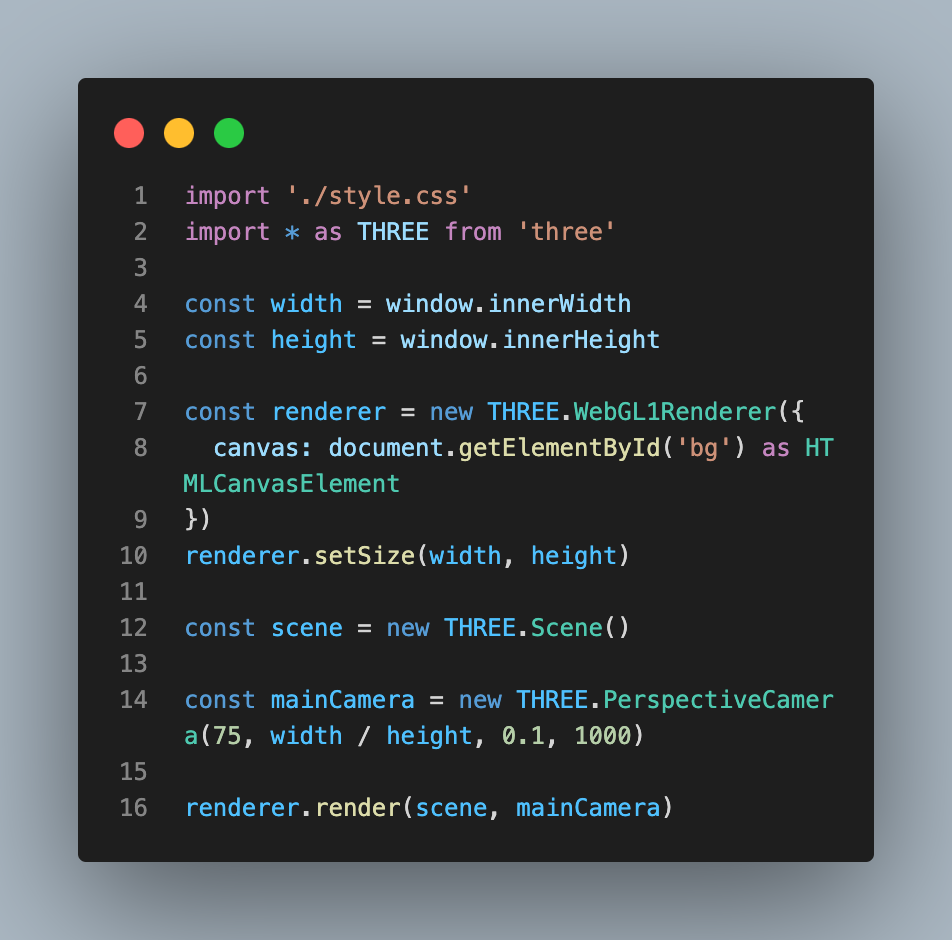 1 import './style.css'
2 import * as THREE from 'three'
3
4 const width = window.innerWidth
5 const height = window.innerHeight
6
7 const renderer = new THREE.WebGL1Renderer({
8   canvas: document.getElementById('bg') as HT
MLCanvasElement
9 })
10 renderer.setSize(width, height)
11
12 const scene = new THREE.Scene()
13
14 const mainCamera = new THREE.PerspectiveCamer
a(75, width / height, 0.1, 1000)
15
16 renderer.render(scene, mainCamera)